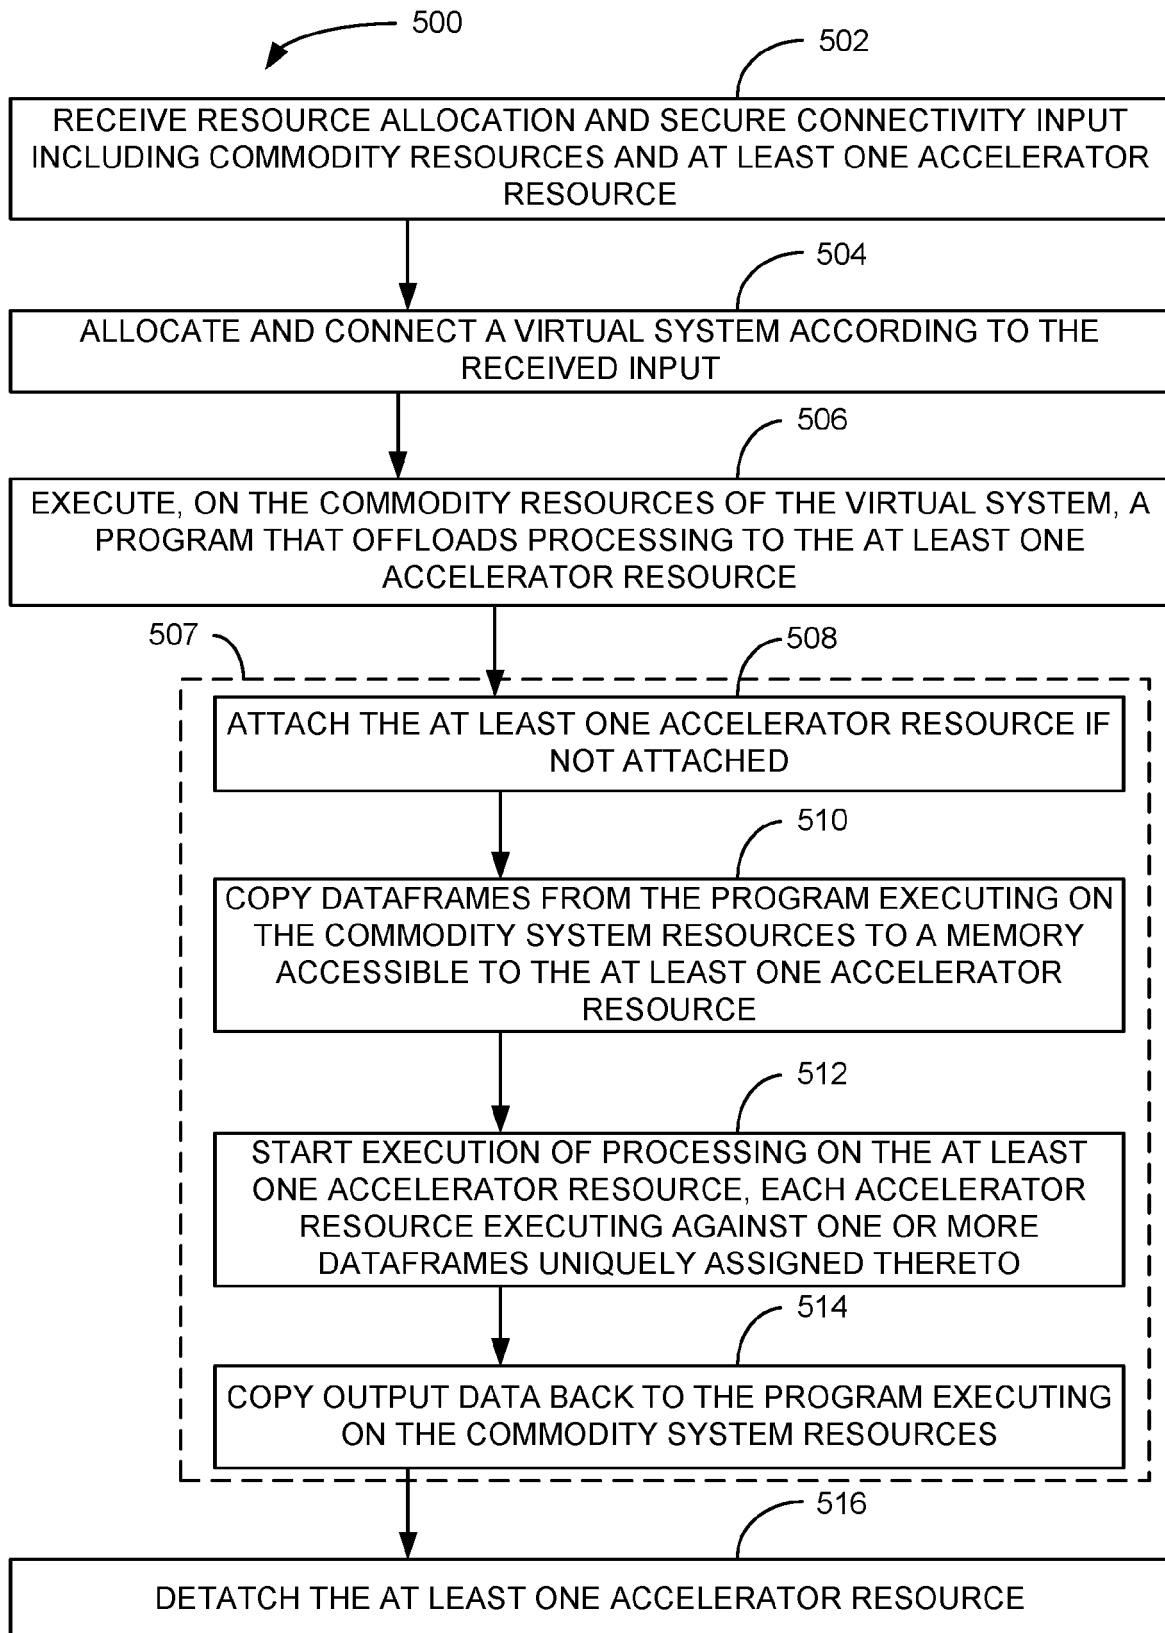 500
502
RECEIVE RESOURCE ALLOCATION AND SECURE CONNECTIVITY INPUT
INCLUDING COMMODITY RESOURCES AND AT LEAST ONE ACCELERATOR
RESOURCE
504
ALLOCATE AND CONNECT A VIRTUAL SYSTEM ACCORDING TO THE
RECEIVED INPUT
506
EXECUTE, ON THE COMMODITY RESOURCES OF THE VIRTUAL SYSTEM, A
PROGRAM THAT OFFLOADS PROCESSING TO THE AT LEAST ONE
ACCELERATOR RESOURCE
507
508
ATTACH THE AT LEAST ONE ACCELERATOR RESOURCE IF
NOT ATTACHED
510
COPY DATAFRAMES FROM THE PROGRAM EXECUTING ON
THE COMMODITY SYSTEM RESOURCES TO A MEMORY
ACCESSIBLE TO THE AT LEAST ONE ACCELERATOR
RESOURCE
512
START EXECUTION OF PROCESSING ON THE AT LEAST
ONE ACCELERATOR RESOURCE, EACH ACCELERATOR
RESOURCE EXECUTING AGAINST ONE OR MORE
DATAFRAMES UNIQUELY ASSIGNED THERETO
514
COPY OUTPUT DATA BACK TO THE PROGRAM EXECUTING
ON THE COMMODITY SYSTEM RESOURCES
516
DETATCH THE AT LEAST ONE ACCELERATOR RESOURCE